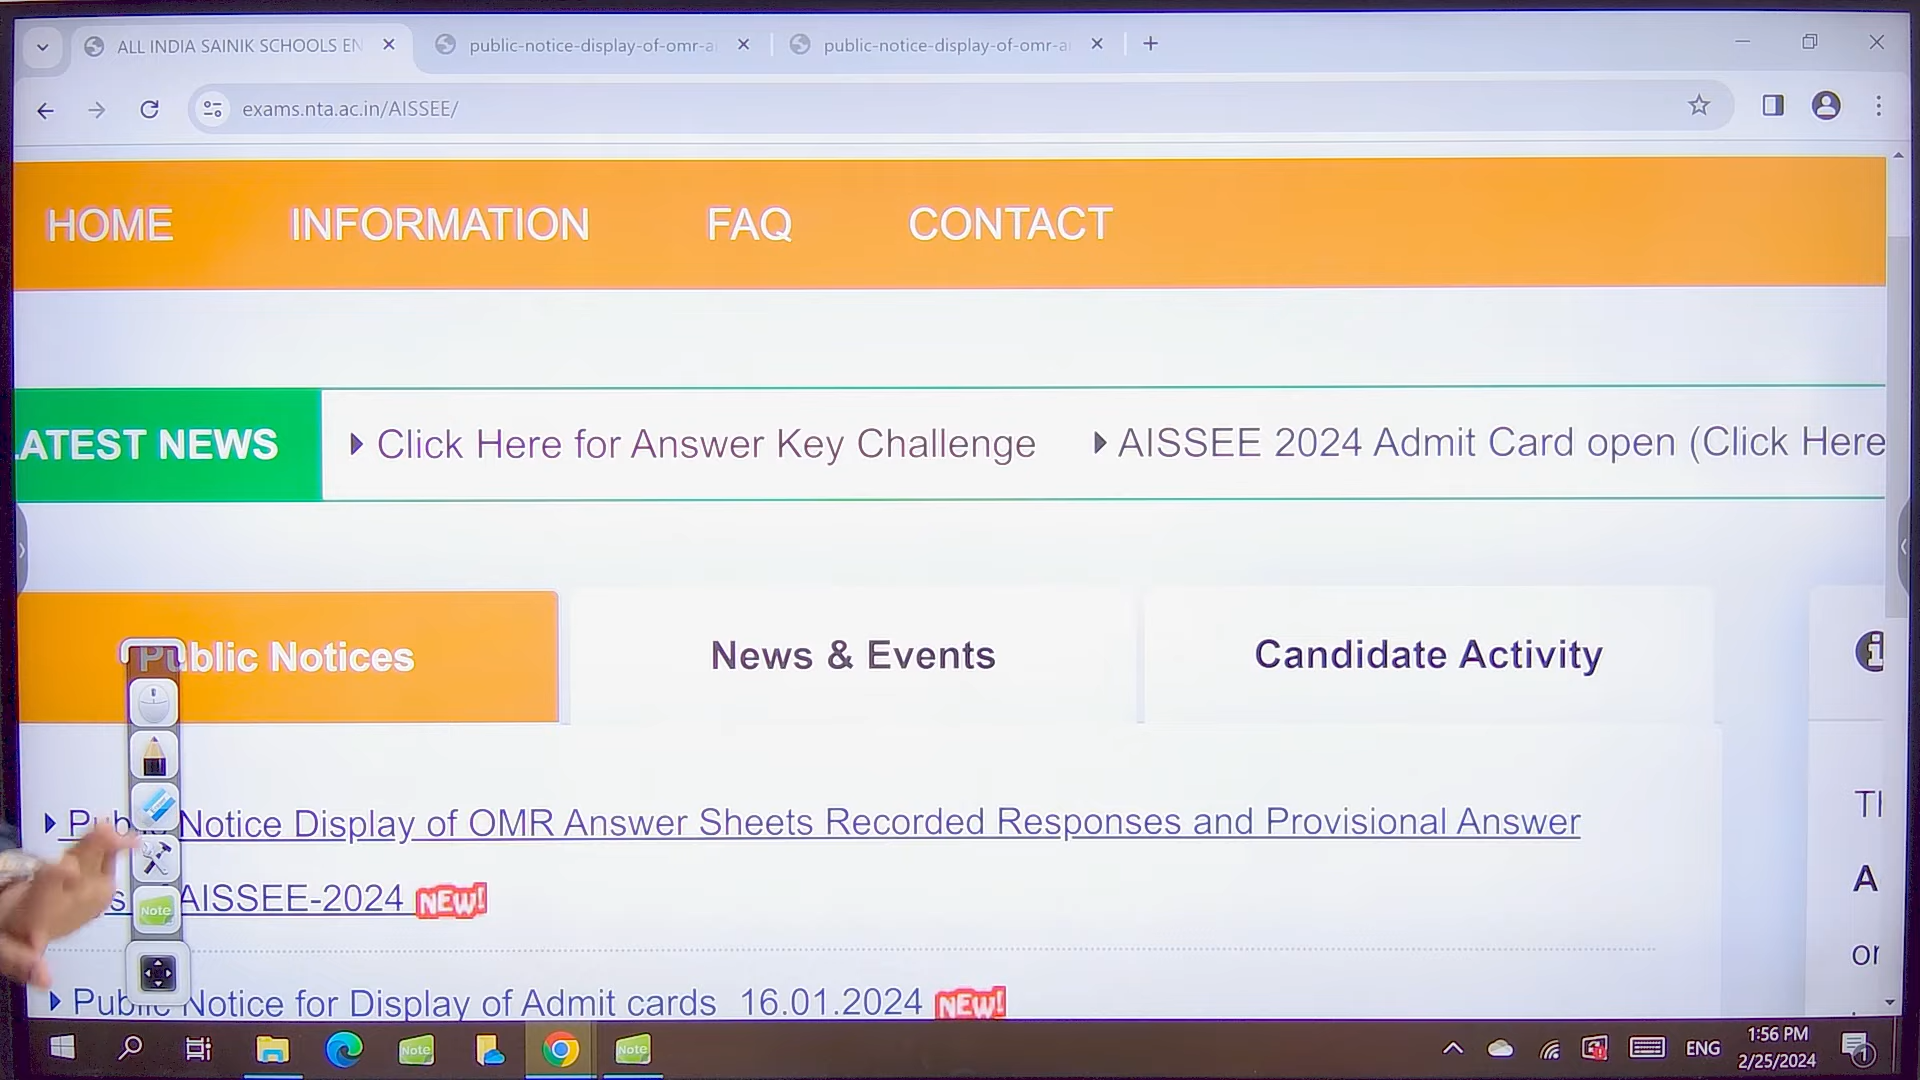 ALL INDIA SAINIK SCHOOLS EN
public-notice-display-of-omr-a
public-notice-display-of-omr-a
exams.nta.ac.in/AISSEE/
HOME INFORMATION FAQ CONTACT
ATEST NEWS
Click Here for Answer Key Challenge
AISSEE 2024 Admit Card open (Click Here
Public Notices
News & Events
Candidate Activity
Public Notice Display of OMR Answer Sheets Recorded Responses and Provisional Answer
AISSEE-2024 NEW!
Public Notice for Display of Admit cards 16.01.2024 NEW!
A
or
Note
Note
Note
ENG
1:56 PM
2/25/2024
1